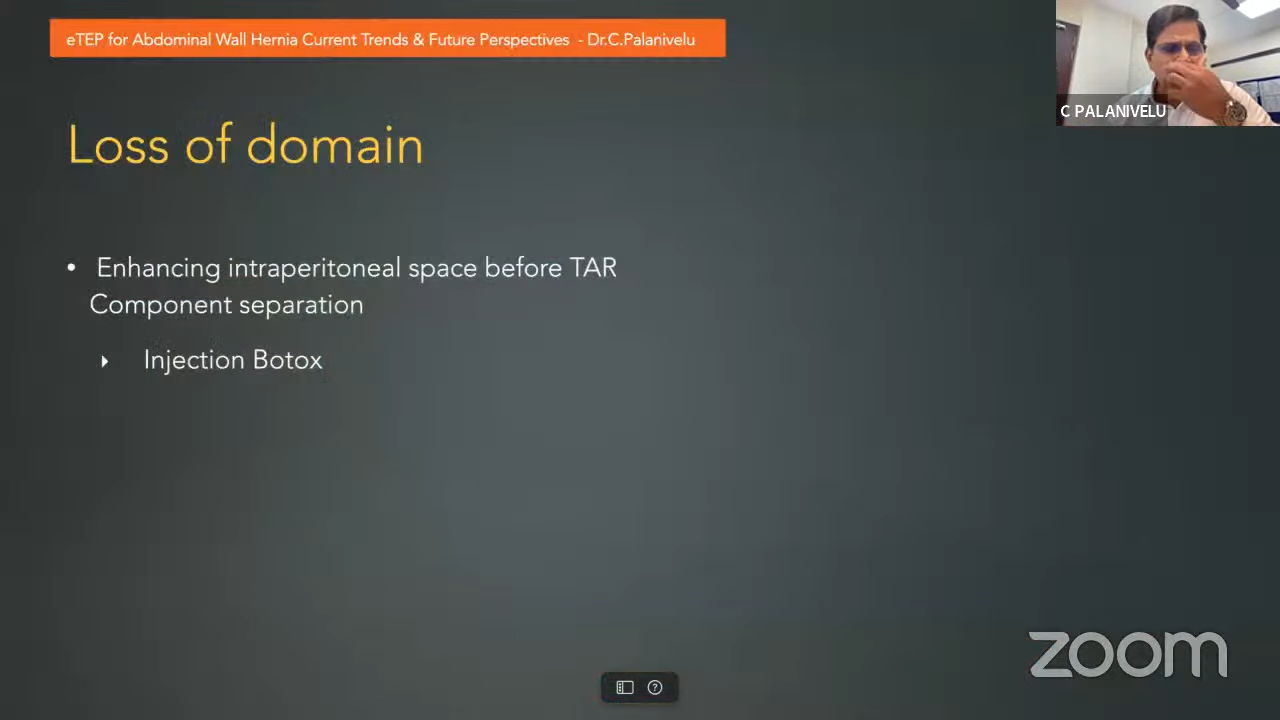 eTEP for Abdominal Wall Hernia Current Trends & Future Perspectives - Dr.C.Palanivelu
C PALANIVELU
Loss of domain
• Enhancing intraperitoneal space before TAR
Component separation
Injection Botox
zoom